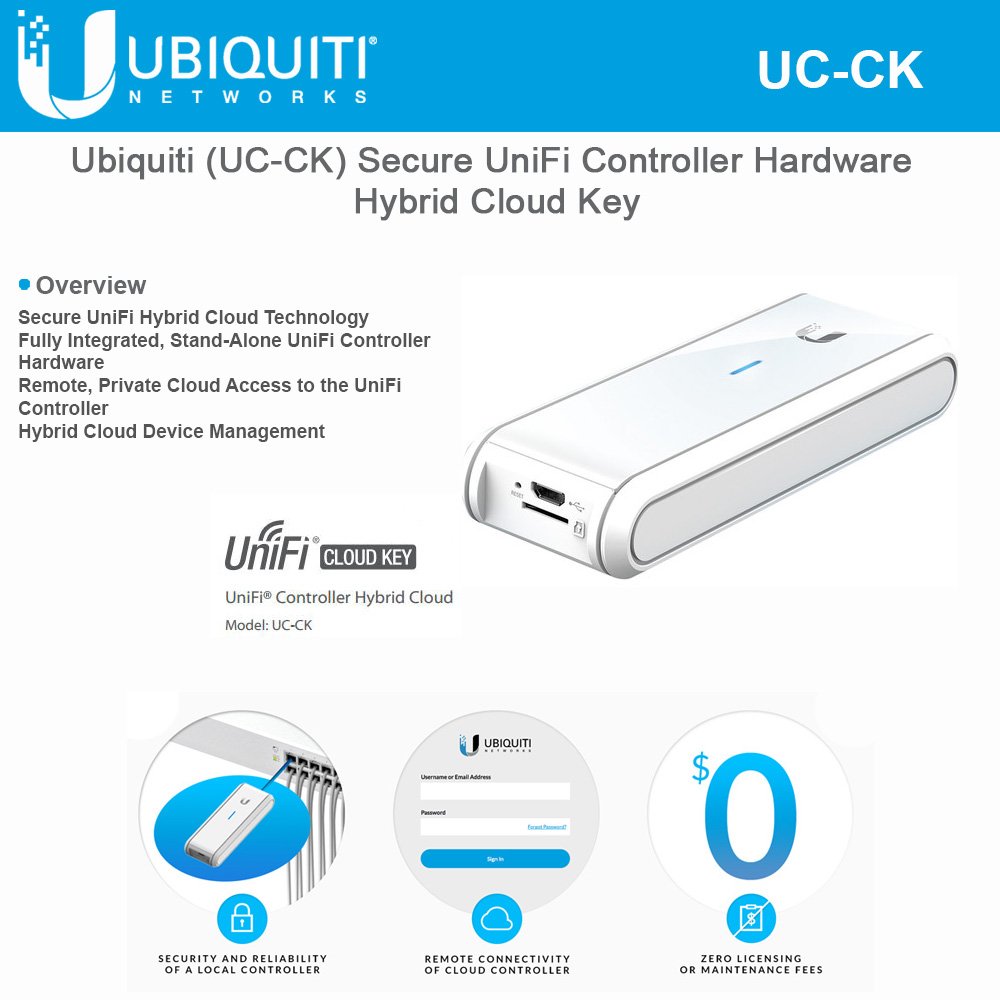 UBIQUITI®
NETWORKS
UC-CK
Ubiquiti (UC-CK) Secure UniFi Controller Hardware
Hybrid Cloud Key
Overview
Secure UniFi Hybrid Cloud Technology
Fully Integrated, Stand-Alone UniFi Controller
Hardware
Remote, Private Cloud Access to the UniFi
Controller
Hybrid Cloud Device Management
RESET
UniFi® CLOUD KEY
UniFi® Controller Hybrid Cloud
Model: UC-CK
UBIQUITI
NETWORKS
Username or Email Address
Password
Forgot Password?
Sign In
$0
$
SECURITY AND RELIABILITY
OF A LOCAL CONTROLLER
REMOTE CONNECTIVITY
OF CLOUD CONTROLLER
ZERO LICENSING
OR MAINTENANCE FEES